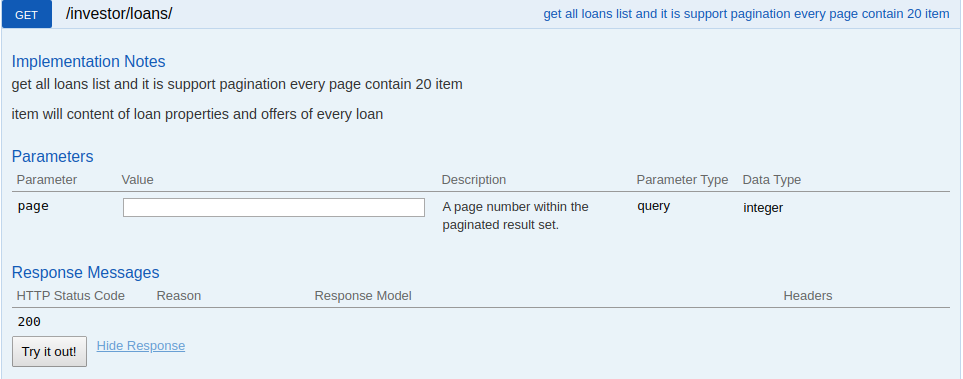 GET /investor/loans/ get all loans list and it is support pagination every page contain 20 item
Implementation Notes
get all loans list and it is support pagination every page contain 20 item
item will content of loan properties and offers of every loan
Parameters
Parameter Value Description Parameter Type Data Type
page A page number within the query integer
paginated result set.
Response Messages
HTTP Status Code Reason Response Model Headers
200
Try it out! Hide Response